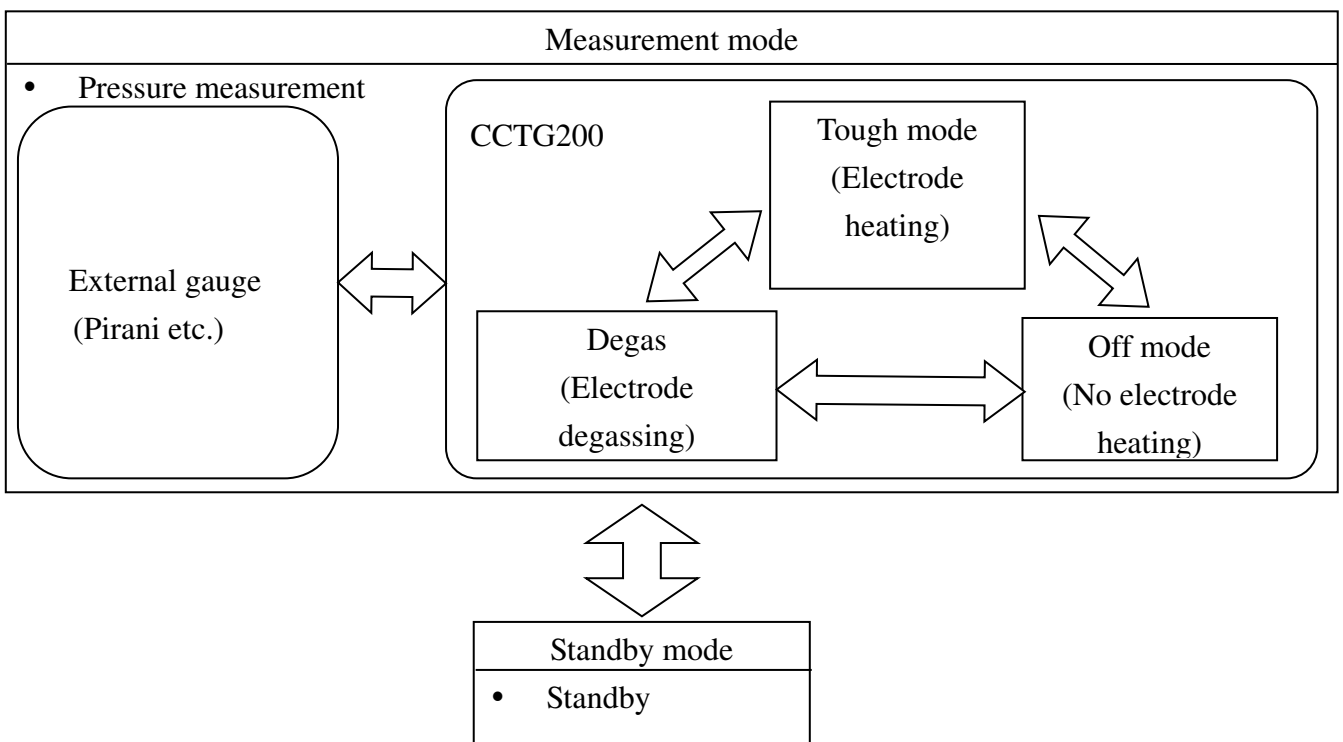 Measurement mode
• Pressure measurement
External gauge
(Pirani etc.)
CCTG200
Tough mode
(Electrode
heating)
Degas
(Electrode
degassing)
Off mode
(No electrode
heating)
Standby mode
• Standby